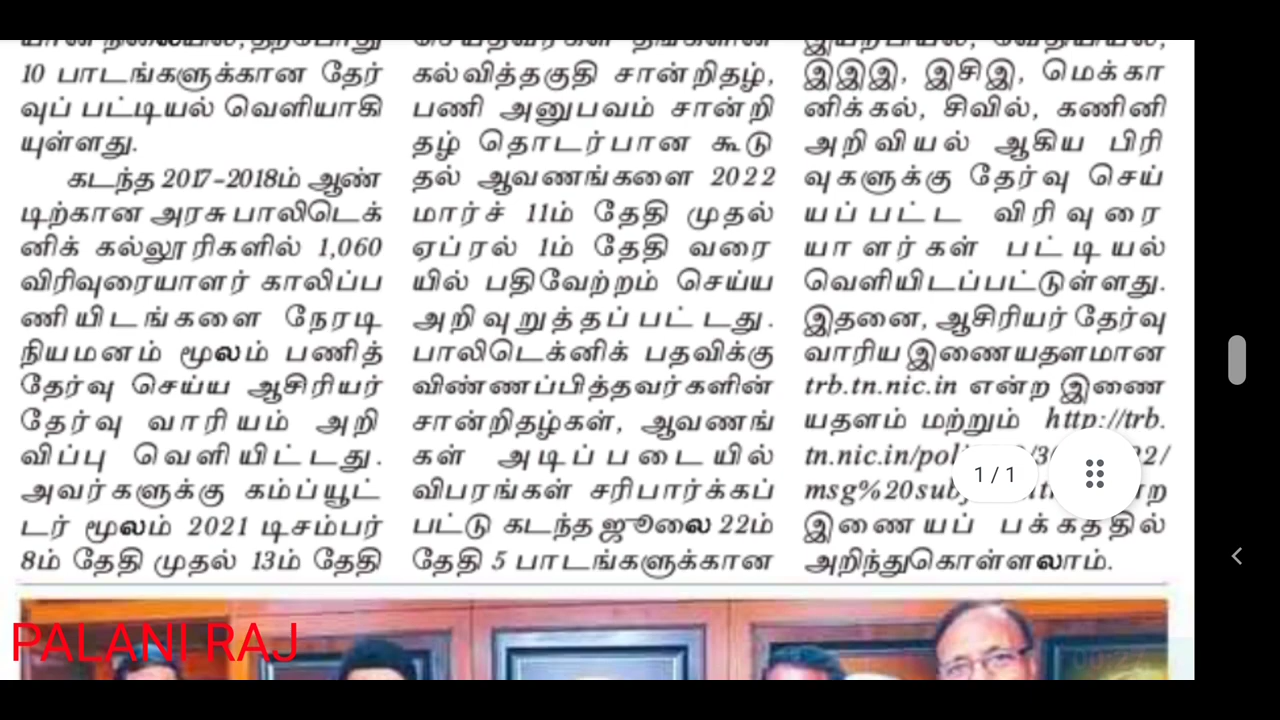 10 பாடங்களுக்கான தேர்
வுப் பட்டியல் வெளியாகி
யுள்ளது.
கடந்த 2017-2018ம் ஆண்
டிற்கான அரசு பாலிடெக்
னிக் கல்லூரிகளில் 1,060
விரிவுரையாளர் காலிப்ப
ணியிடங்களை நேரடி
நியமனம் மூலம் பணித்
தேர்வு செய்ய ஆசிரியர்
தேர்வு வாரியம் அறி
விப்பு வெளியிட்டது.
அவர்களுக்கு கம்ப்யூட்
டர் மூலம் 2021 டிசம்பர்
8ம் தேதி முதல் 13ம் தேதி
கல்வித்தகுதி சான்றிதழ்,
பணி அனுபவம் சான்றி
தழ் தொடர்பான கூடு
தல் ஆவணங்களை 2022
மார்ச் 11ம் தேதி முதல்
ஏப்ரல் 1ம் தேதி வரை
யில் பதிவேற்றம் செய்ய
அறிவுறுத்தப்பட்டது.
பாலிடெக்னிக் பதவிக்கு
விண்ணப்பித்தவர்களின்
சான்றிதழ்கள், ஆவணங்
கள் அடிப்படையில்
விபரங்கள் சரிபார்க்கப்
பட்டு கடந்த ஜூலை 22ம்
தேதி 5 பாடங்களுக்கான
இஇஇ, இசிஇ, மெக்கா
னிக்கல், சிவில், கணினி
அறிவியல் ஆகிய பிரி
வுகளுக்கு தேர்வு செய்
யப்பட்ட விரிவுரை
யாளர்கள் பட்டியல்
வெளியிடப்பட்டுள்ளது.
இதனை, ஆசிரியர் தேர்வு
வாரிய இணையதளமான
trb.tn.nic.in என்ற இணை
யதளம் மற்றும் http://trb.
இணையப் பக்கத்தில்
அறிந்துகொள்ளலாம்.
1/1
PALANI RAJ